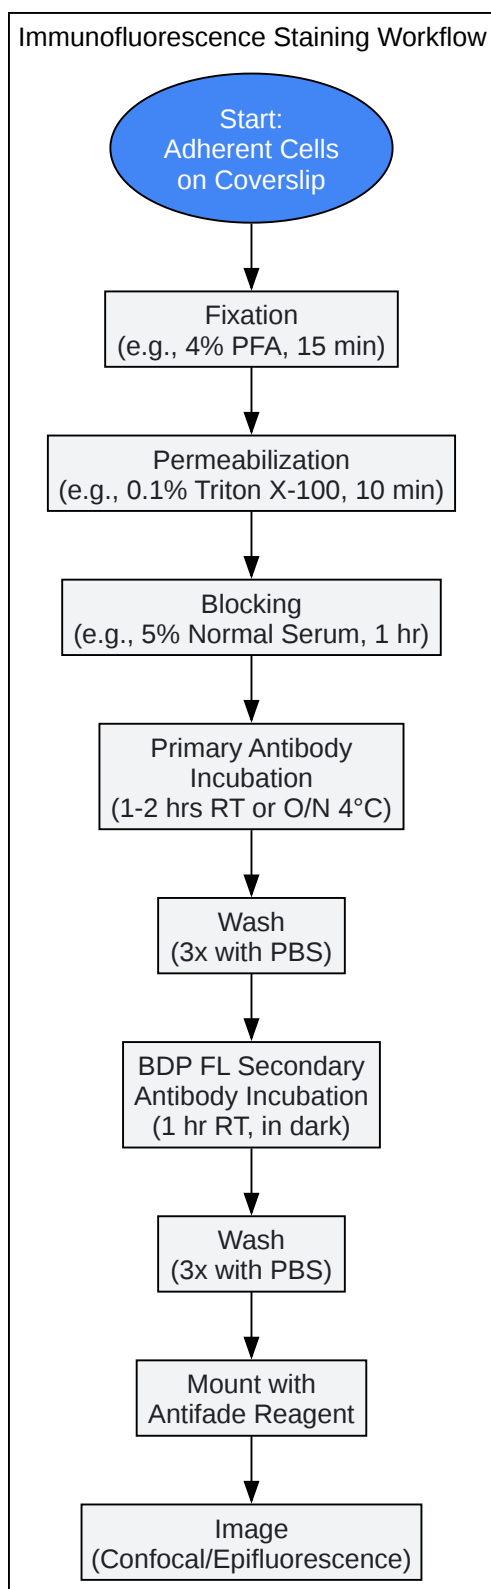 Immunofluorescence Staining Workflow
Start:
Adherent Cells
on Coverslip
Fixation
(e.g., 4% PFA, 15 min)
Permeabilization
(e.g., 0.1% Triton X-100, 10 min)
Blocking
(e.g., 5% Normal Serum, 1 hr)
Primary Antibody
Incubation
(1-2 hrs RT or O/N 4°C)
Wash
(3x with PBS)
BDP FL Secondary
Antibody Incubation
(1 hr RT, in dark)
Wash
(3x with PBS)
Mount with
Antifade Reagent
Image
(Confocal/Epifluorescence)